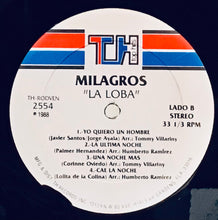 TH
MILAGROS
"LA LOBA"
TH-RODVEN
2554
℗ 1988
LADO B
STEREO
33 1/3 RPM
1.- YO QUIERO UN HOMBRE
(Javier Santos/Jorge Ayala) Arr.: Tommy Villariny
2.- LA ULTIMA NOCHE
(Palmer Hernandez) Arr.: Humberto Ramirez
3.- UNA NOCHE MAS
(Corinne Oviedo) Arr.: Tommy Villariny
4.- CAE LA NOCHE
(Lolita de la Colina) Arr.: Humberto Ramirez